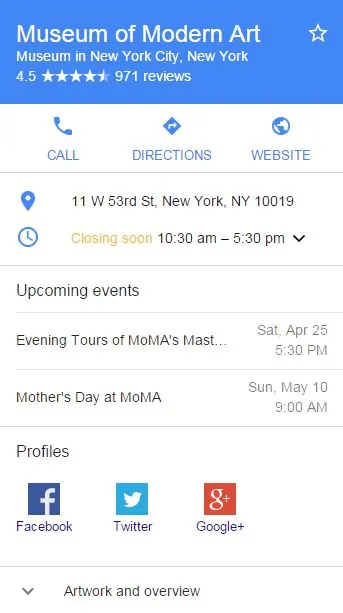 Museum of Modern Art
Museum in New York City, New York
4.5 ★★★★★ 971 reviews
CALL DIRECTIONS WEBSITE
11 W 53rd St, New York, NY 10019
Closing soon 10:30 am – 5:30 pm
Upcoming events
Evening Tours of MoMA's Mast... Sat, Apr 25
5:30 PM
Mother's Day at MoMA Sun, May 10
9:00 AM
Profiles
f g+
Facebook Twitter Google+
Artwork and overview